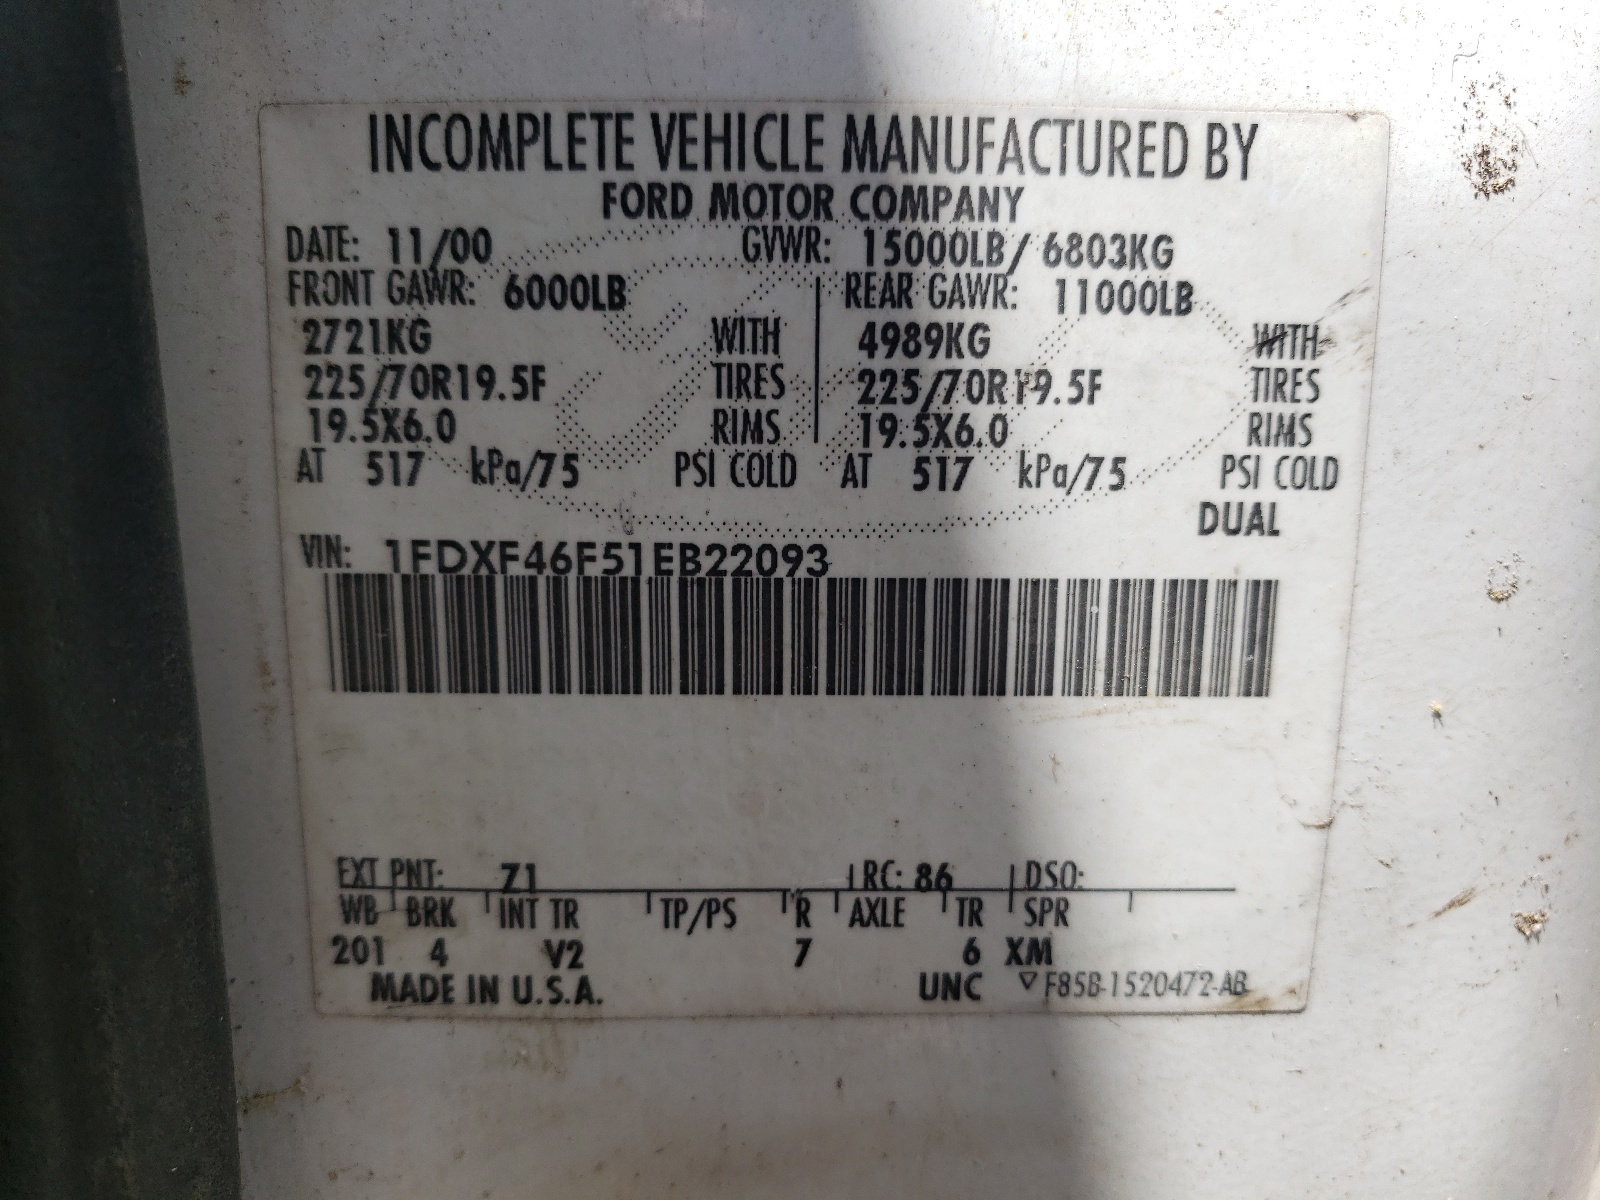 INCOMPLETE VEHICLE MANUFACTURED BY
FORD MOTOR COMPANY
DATE: 11/00 GVWR: 15000LB/ 6803KG
FRONT GAWR: 6000LB REAR GAWR: 11000LB
2721KG WITH 4989KG WITH
225/70R19.5F TIRES 225/70R19.5F TIRES
19.5X6.0 RIMS 19.5X6.0 RIMS
AT 517 kPa/75 PSI COLD AT 517 kPa/75 PSI COLD
DUAL
VIN: 1FDXF46F51EB22093
EXT PNT: Z1 RC: 86 DSO:
WB BRK INT TR TP/PS R AXLE TR SPR
201 4 V2 7 6 XM
MADE IN U.S.A. UNC ▽ F85B-1520472-AB